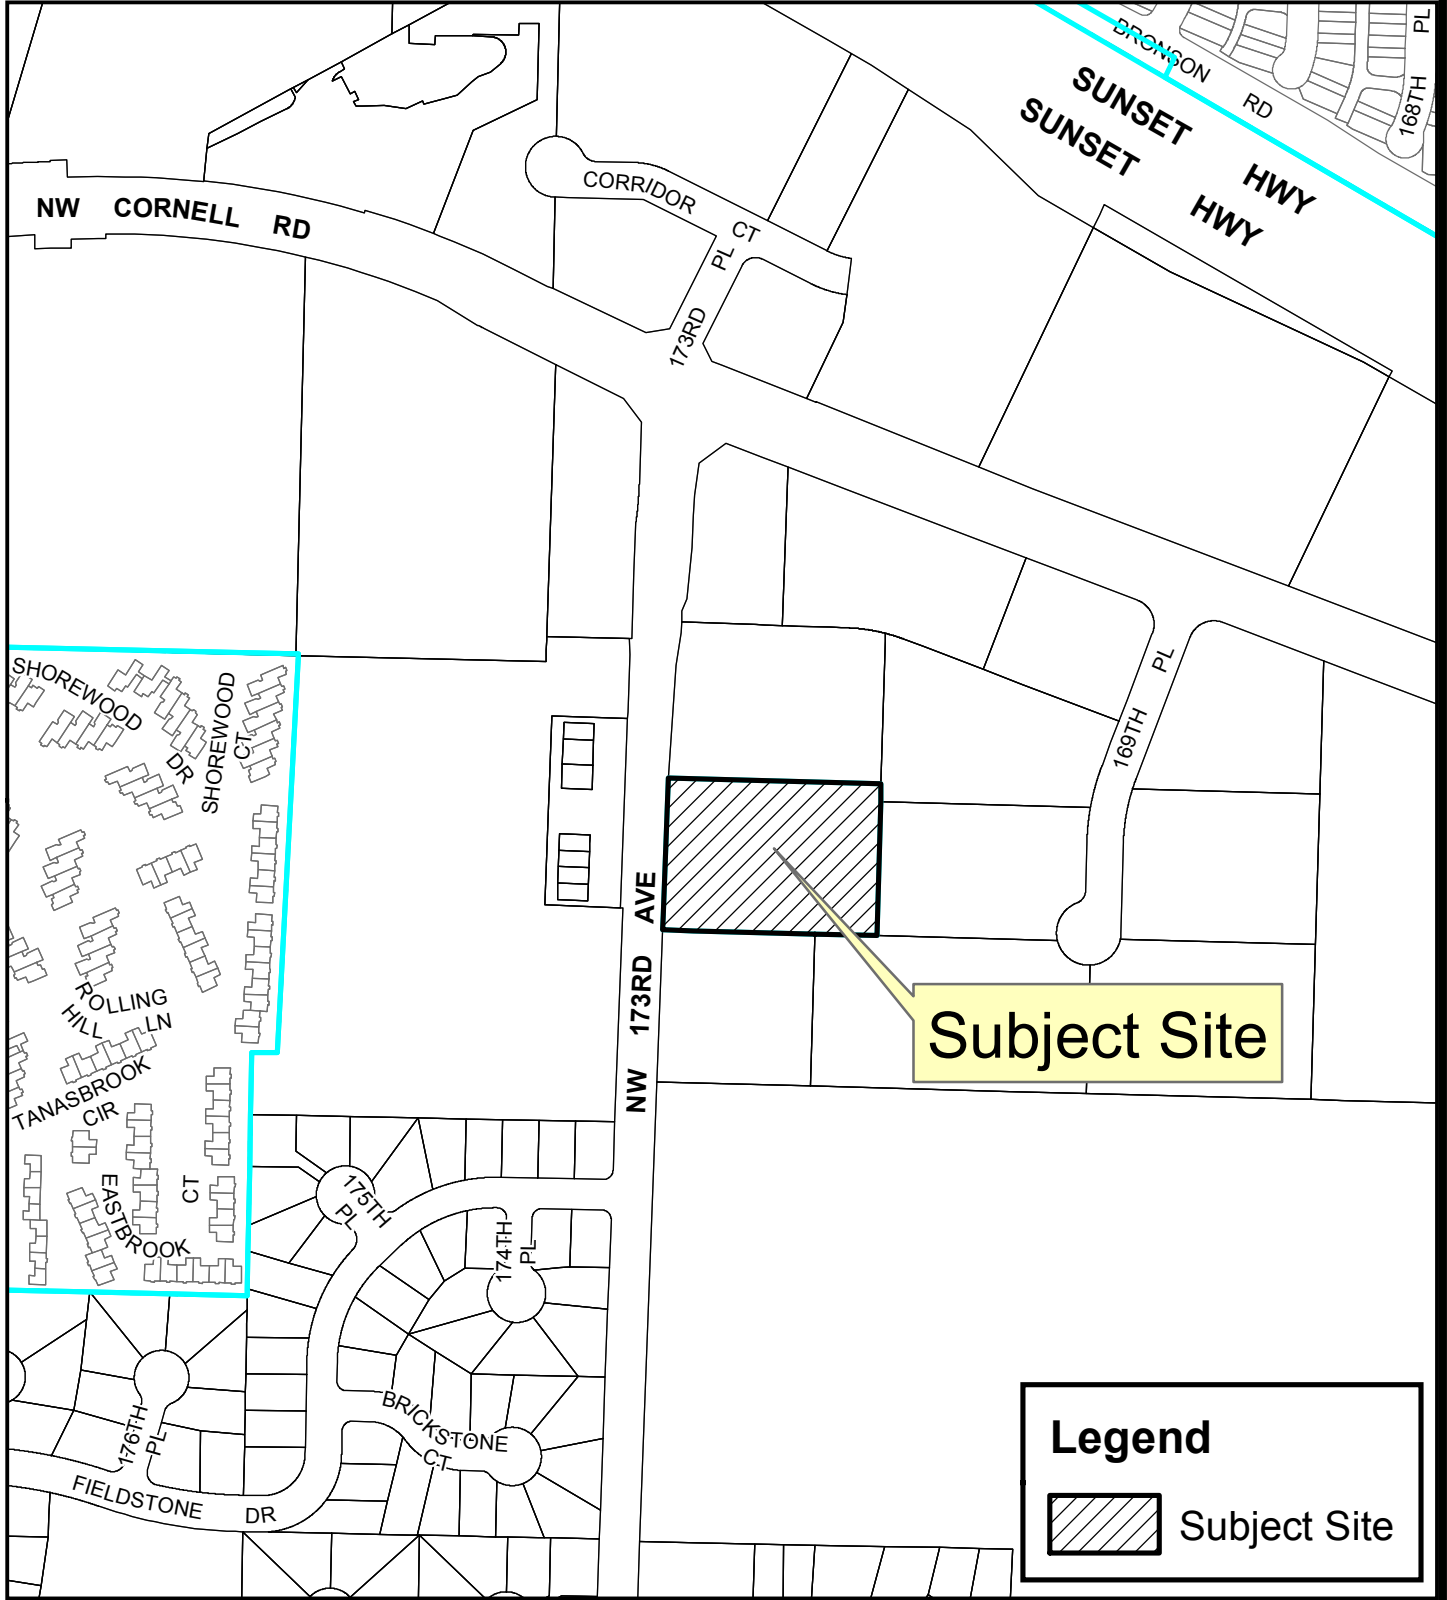 PL
168TH
BRONSON
RD
SUNSET HWY
SUNSET HWY
CORRIDOR
CT
NW CORNELL RD
PL
173RD
PL
169TH
SHOREWOOD
DR
SHOREWOOD
CT
NW 173RD AVE
Subject Site
ROLLING
HILL LN
TANASBROOK
CIR
EASTBROOK
CT
175TH
PL
174TH
PL
BRICKSTONE
CT
176TH
PL
FIELDSTONE DR
Legend
Subject Site